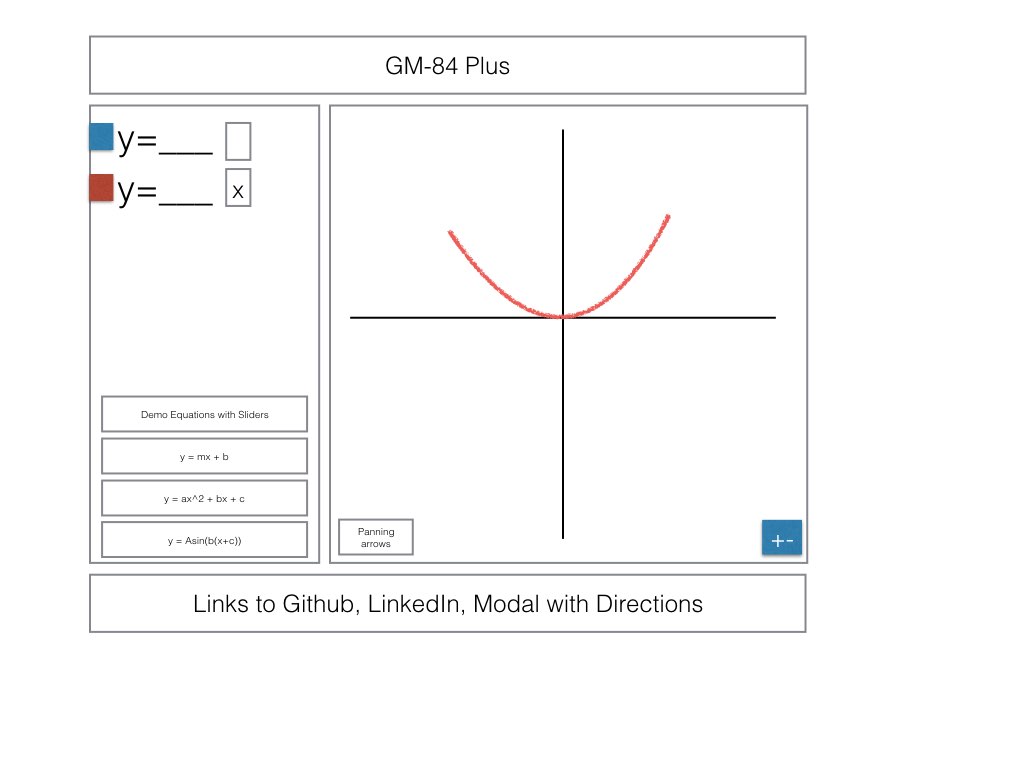 GM-84 Plus
y=___
y=___ x
Demo Equations with Sliders
y = mx + b
y = ax^2 + bx + c
y = Asin(b(x+c))
Panning
arrows
+-
Links to Github, LinkedIn, Modal with Directions